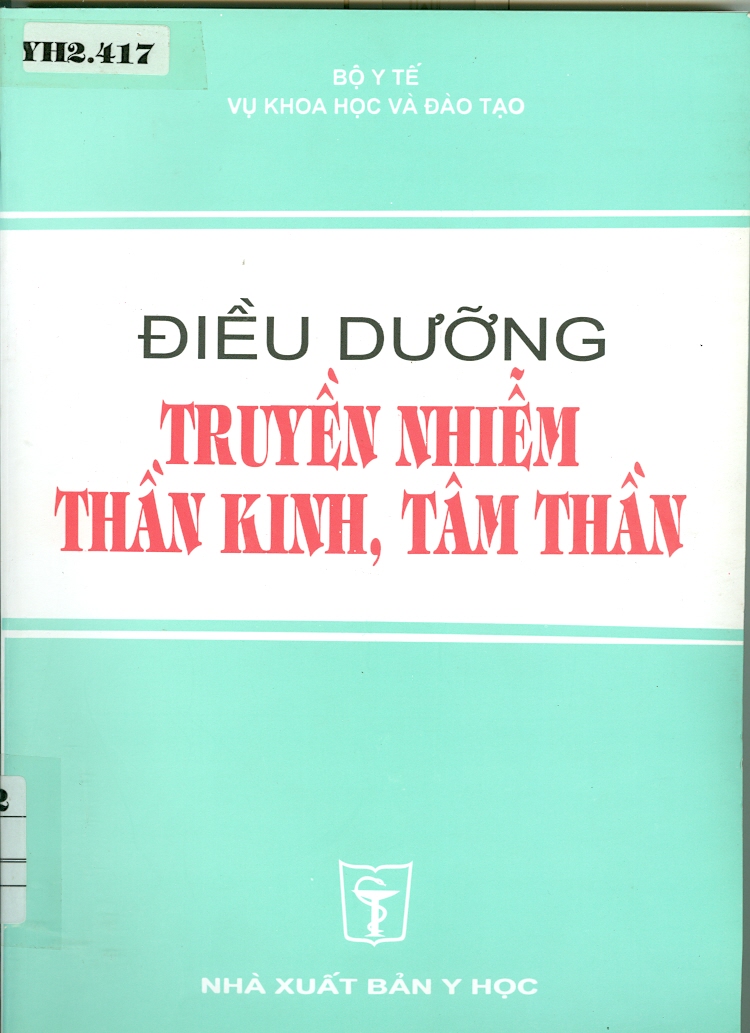 YH2.417
BỘ Y TẾ
VỤ KHOA HỌC VÀ ĐÀO TẠO
ĐIỀU DƯỠNG
TRUYỀN NHIỄM
THẦN KINH, TÂM THẦN
2
NHÀ XUẤT BẢN Y HỌC